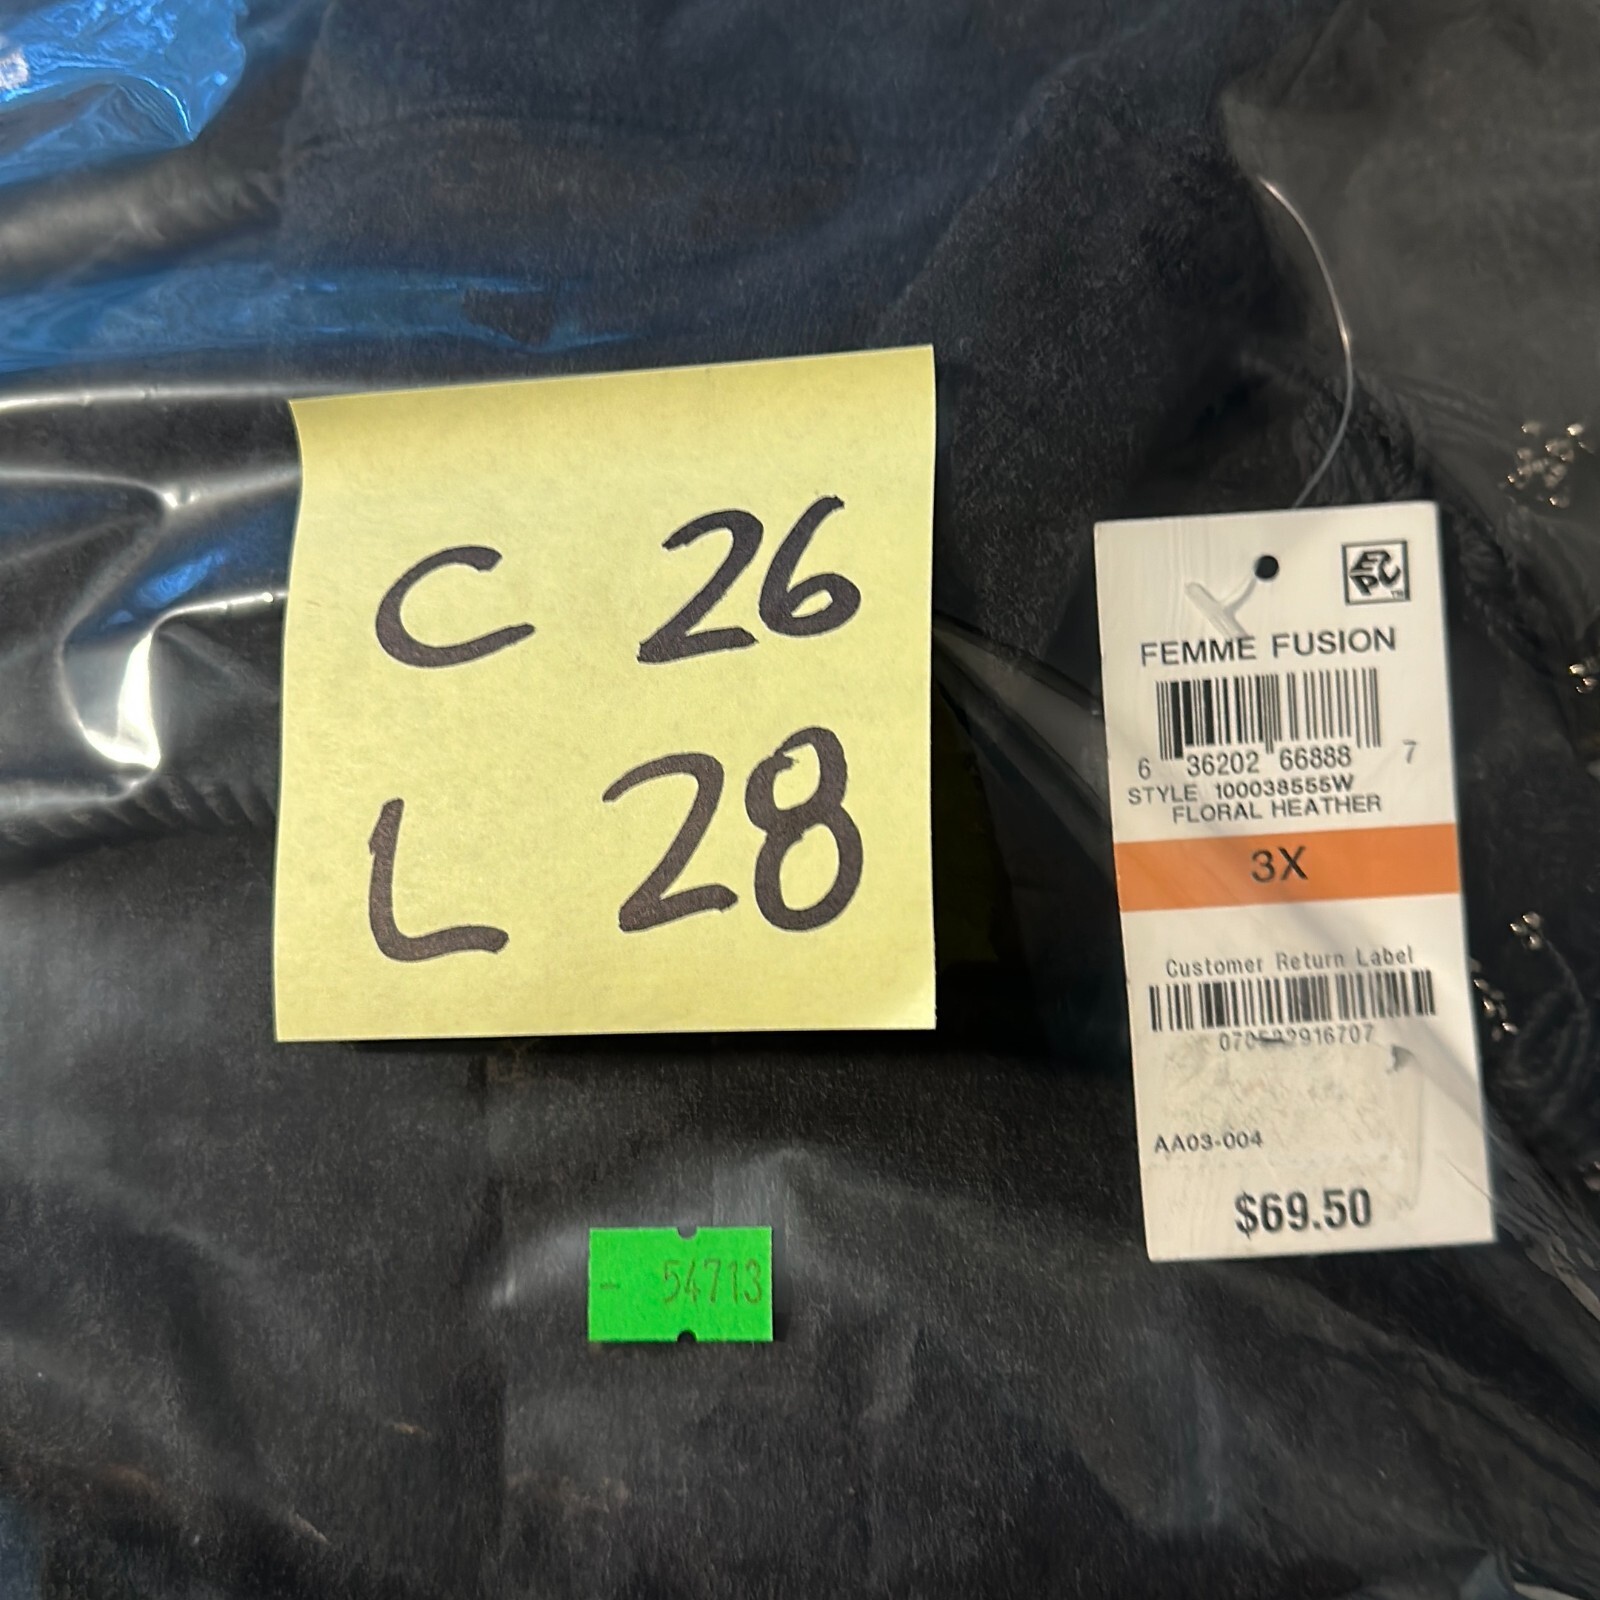 C 26
L 28
EPC
FEMME FUSION
6 36202 66888 7
STYLE 100038555W
FLORAL HEATHER
3X
Customer Return Label
AA03-004
$69.50
- 54713